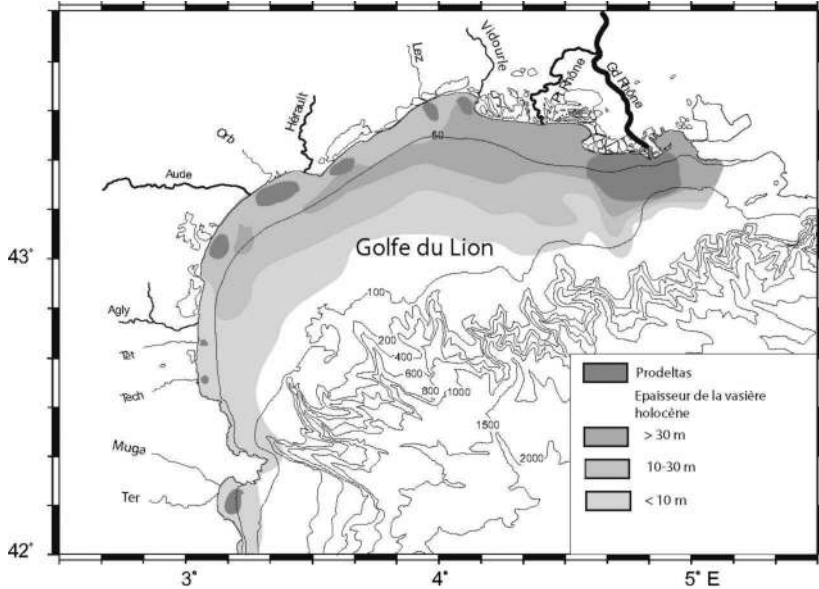 Vidourle
Lez
Pt Rhône
Gd Rhône
Hérault
Orb
Aude
60
Golfe du Lion
43°
100
Agly
200
Têt
400
600
Tech
800
1000
Muga
1500
2000
Ter
42°
3°
4°
5° E
Prodeltas
Epaisseur de la vasière
holocène
> 30 m
10-30 m
< 10 m